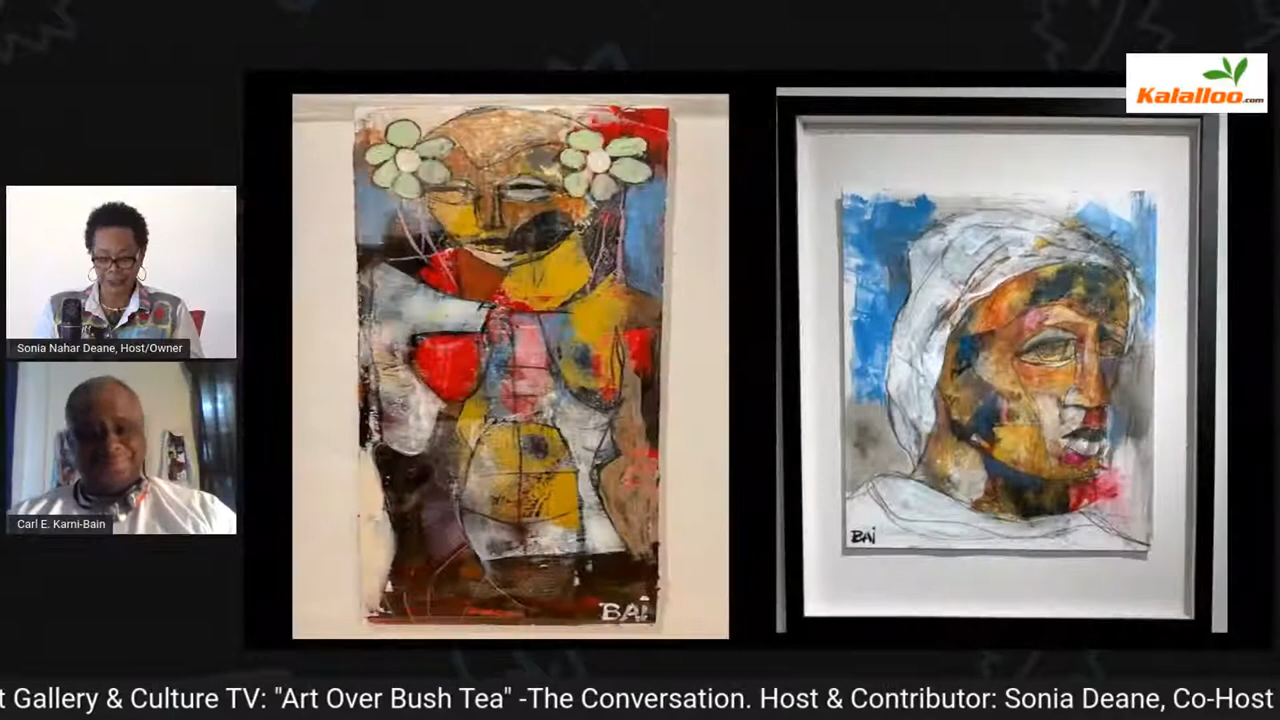 Kalalloo.com
Sonia Nahar Deane, Host/Owner
Carl E. Karni-Bain
BAI
BAI
t Gallery & Culture TV: "Art Over Bush Tea" -The Conversation. Host & Contributor: Sonia Deane, Co-Host